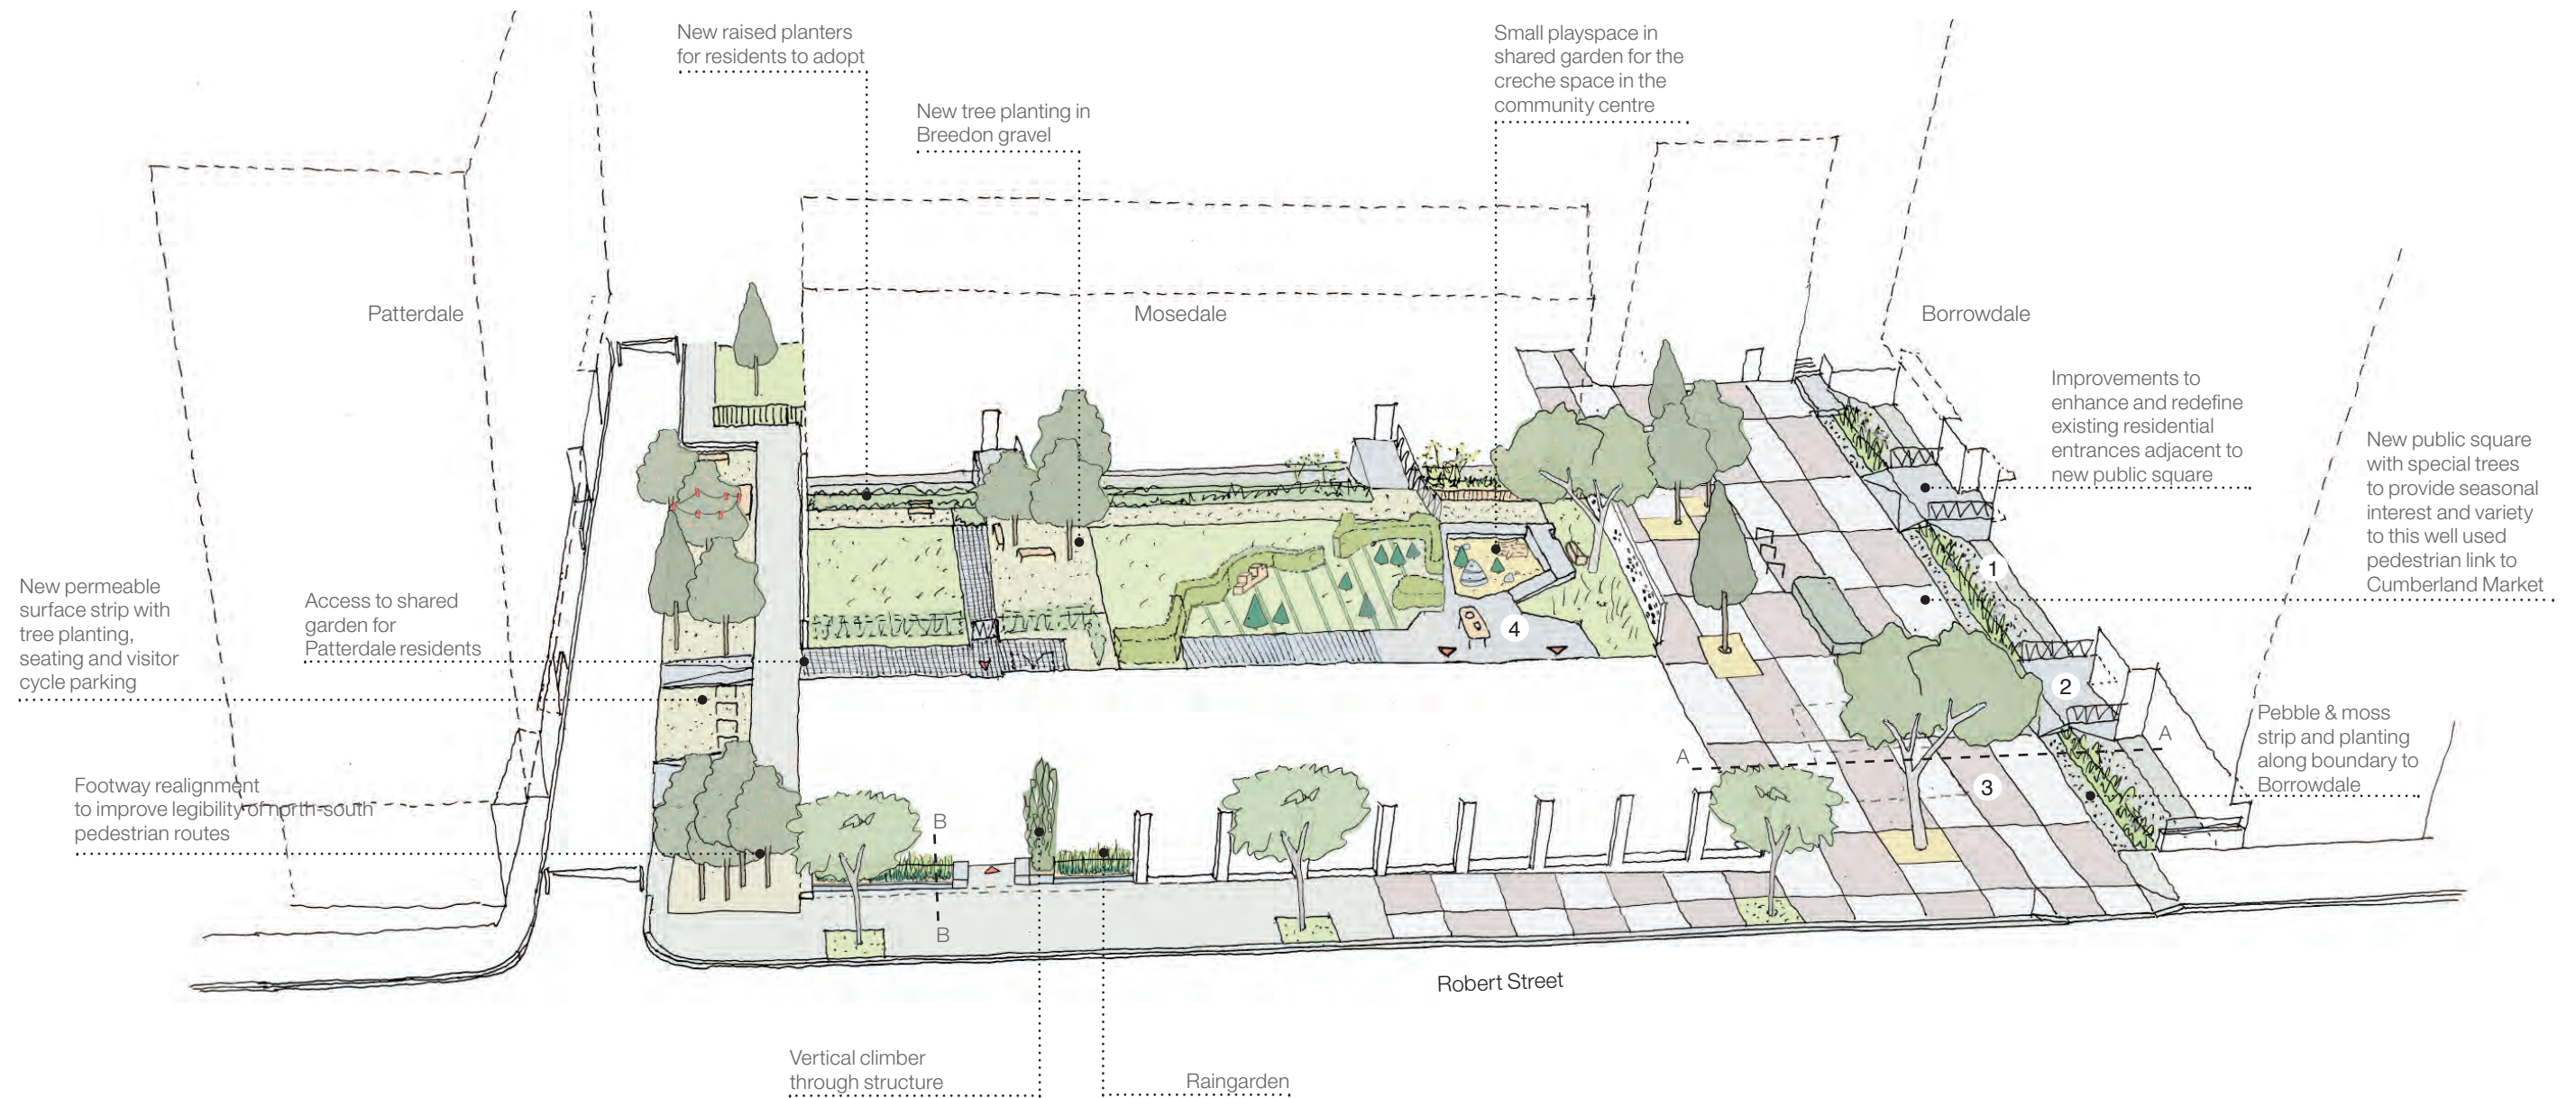 New raised planters
for residents to adopt
New tree planting in
Breedon gravel
Small playspace in
shared garden for the
creche space in the
community centre
Patterdale
Mosedale
Borrowdale
Improvements to
enhance and redefine
existing residential
entrances adjacent to
new public square
New public square
with special trees
to provide seasonal
interest and variety
to this well used
pedestrian link to
Cumberland Market
New permeable
surface strip with
tree planting,
seating and visitor
cycle parking
Access to shared
garden for
Patterdale residents
1
4
2
Pebble & moss
strip and planting
along boundary to
Borrowdale
A
A
3
Footway realignment
to improve legibility of north-south
pedestrian routes
B
B
Robert Street
Vertical climber
through structure
Raingarden